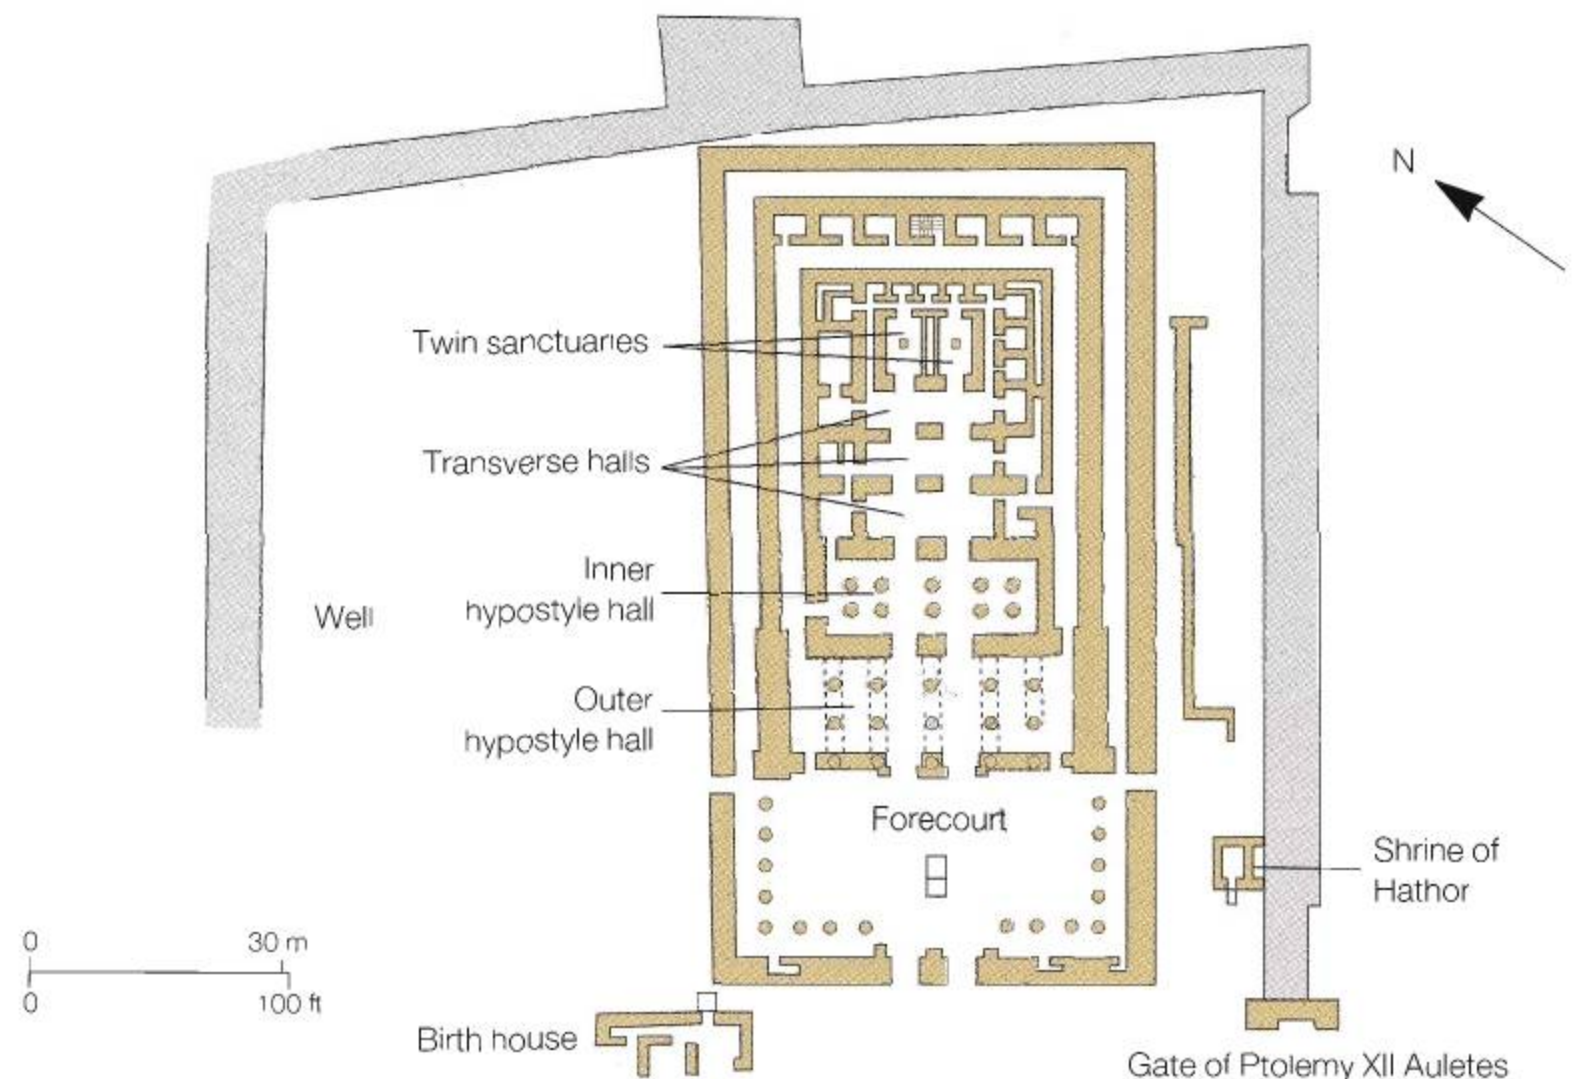 N
Twin sanctuaries
Transverse halls
Inner
hypostyle hall
Well
Outer
hypostyle hall
Forecourt
Shrine of
Hathor
0 30 m
0 100 ft
Birth house
Gate of Ptolemy XII Auletes